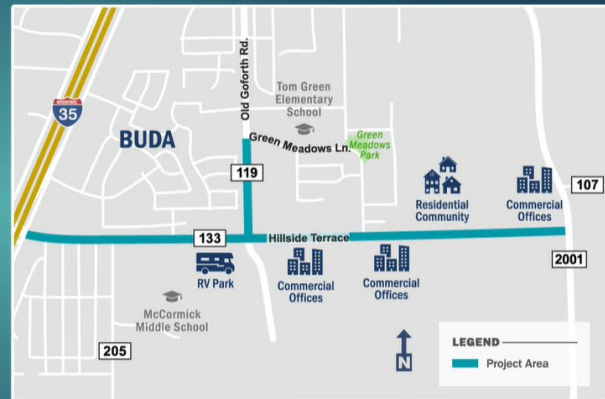 INTERSTATE
35
BUDA
Old Goforth Rd.
Tom Green
Elementary
School
Green Meadows Ln.
Green
Meadows
Park
119
Residential
Community
Commercial
Offices
107
133
Hillside Terrace
2001
RV Park
Commercial
Offices
Commercial
Offices
McCormick
Middle School
205
N
LEGEND
Project Area